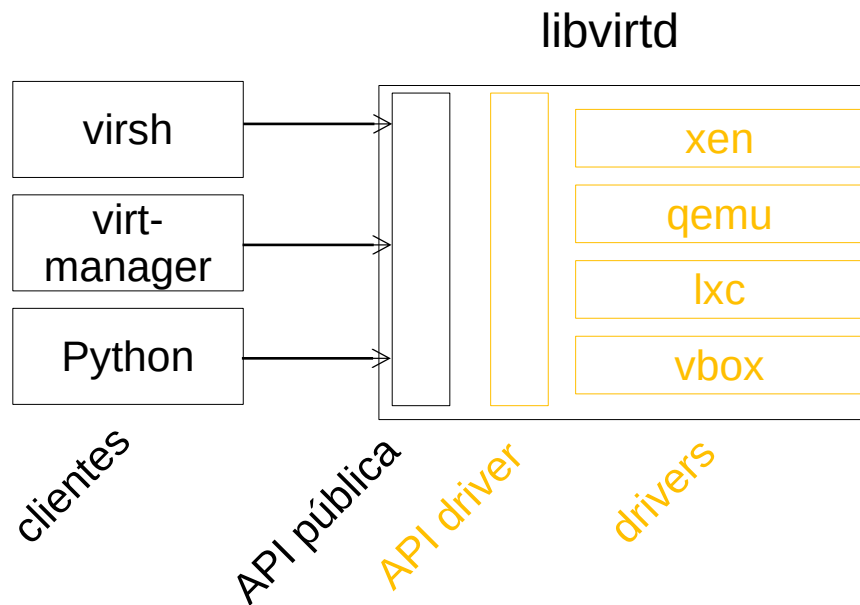 libvirtd
virsh
virt-
manager
Python
xen
qemu
lxc
vbox
clientes
API pública
API driver
drivers